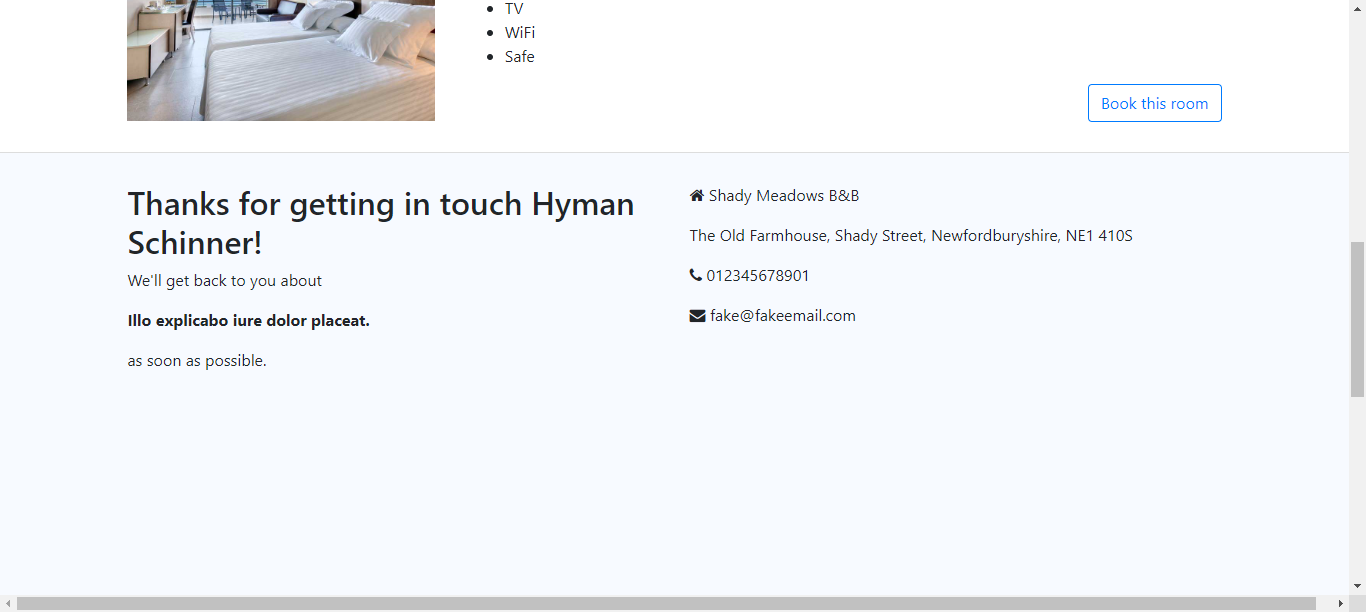 TV
WiFi
Safe
Book this room
Thanks for getting in touch Hyman
Schinner!
We'll get back to you about
Illo explicabo iure dolor placeat.
as soon as possible.
Shady Meadows B&B
The Old Farmhouse, Shady Street, Newfordburyshire, NE1 410S
012345678901
fake@fakeemail.com